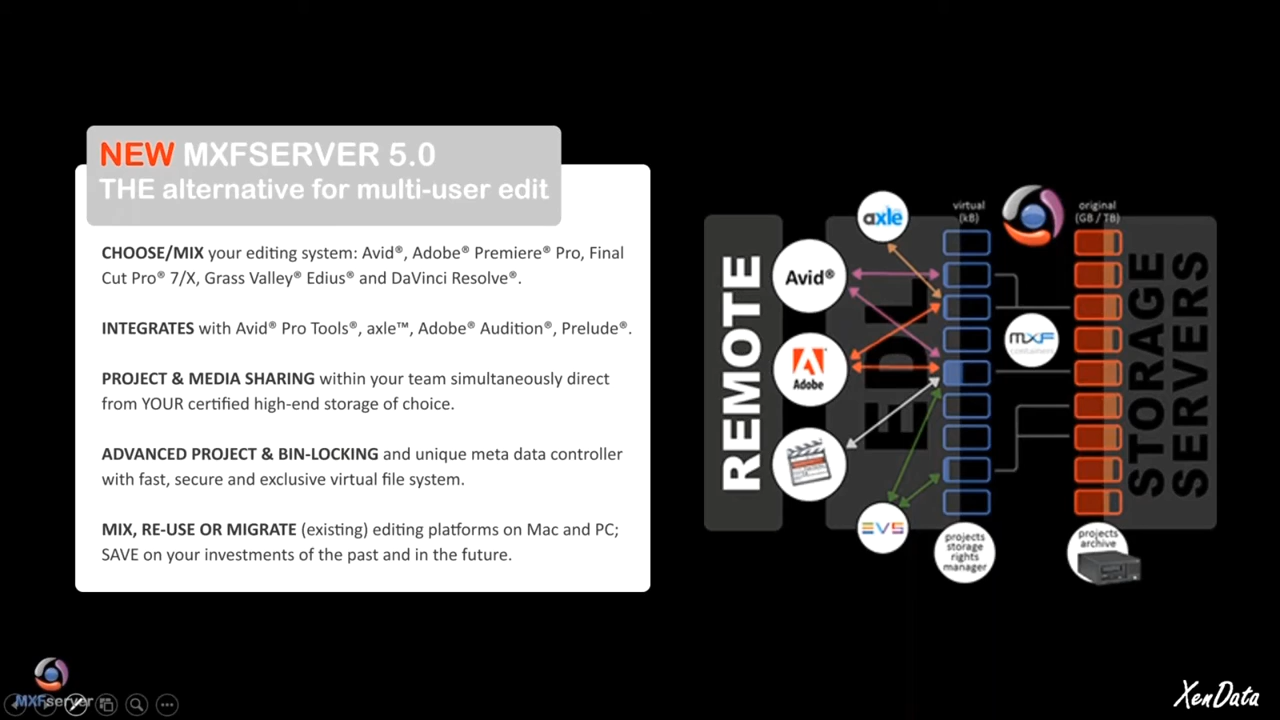 NEW MXFSERVER 5.0
THE alternative for multi-user edit
CHOOSE/MIX your editing system: Avid®, Adobe® Premiere® Pro, Final
Cut Pro® 7/X, Grass Valley® Edius® and DaVinci Resolve®.
INTEGRATES with Avid® Pro Tools®, axle™, Adobe® Audition®, Prelude®.
PROJECT & MEDIA SHARING within your team simultaneously direct
from YOUR certified high-end storage of choice.
ADVANCED PROJECT & BIN-LOCKING and unique meta data controller
with fast, secure and exclusive virtual file system.
MIX, RE-USE OR MIGRATE (existing) editing platforms on Mac and PC;
SAVE on your investments of the past and in the future.
REMOTE
axle
Avid®
Adobe
EVS
virtual
(kB)
projects
storage
rights
manager
MXF
containers
original
(GB / TB)
projects
archive
STORAGE
SERVERS
MXFserver
XenData